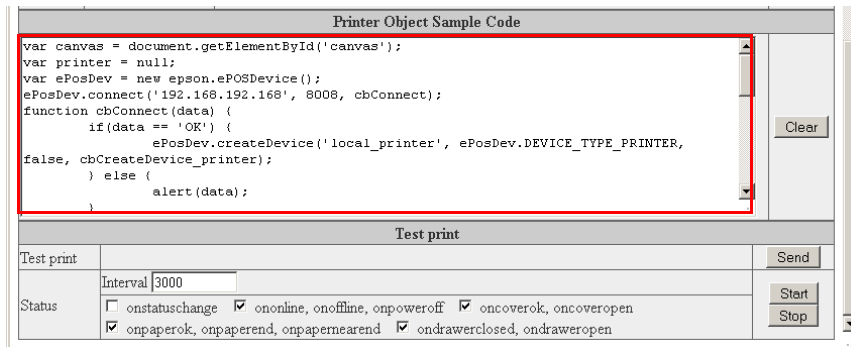 Printer Object Sample Code
var canvas = document.getElementById('canvas');
var printer = null;
var ePosDev = new epson.ePOSDevice();
ePosDev.connect('192.168.192.168', 8008, cbConnect);
function cbConnect(data) {
if(data == 'OK') {
ePosDev.createDevice('local_printer', ePosDev.DEVICE_TYPE_PRINTER,
false, cbCreateDevice_printer);
} else {
alert(data);
}
Clear
Test print
Test print
Send
Interval 3000
Status
onstatuschange ononline, onoffline, onpoweroff oncoverok, oncoveropen
onpaperok, onpaperend, onpapernearend ondrawerclosed, ondraweropen
Start
Stop